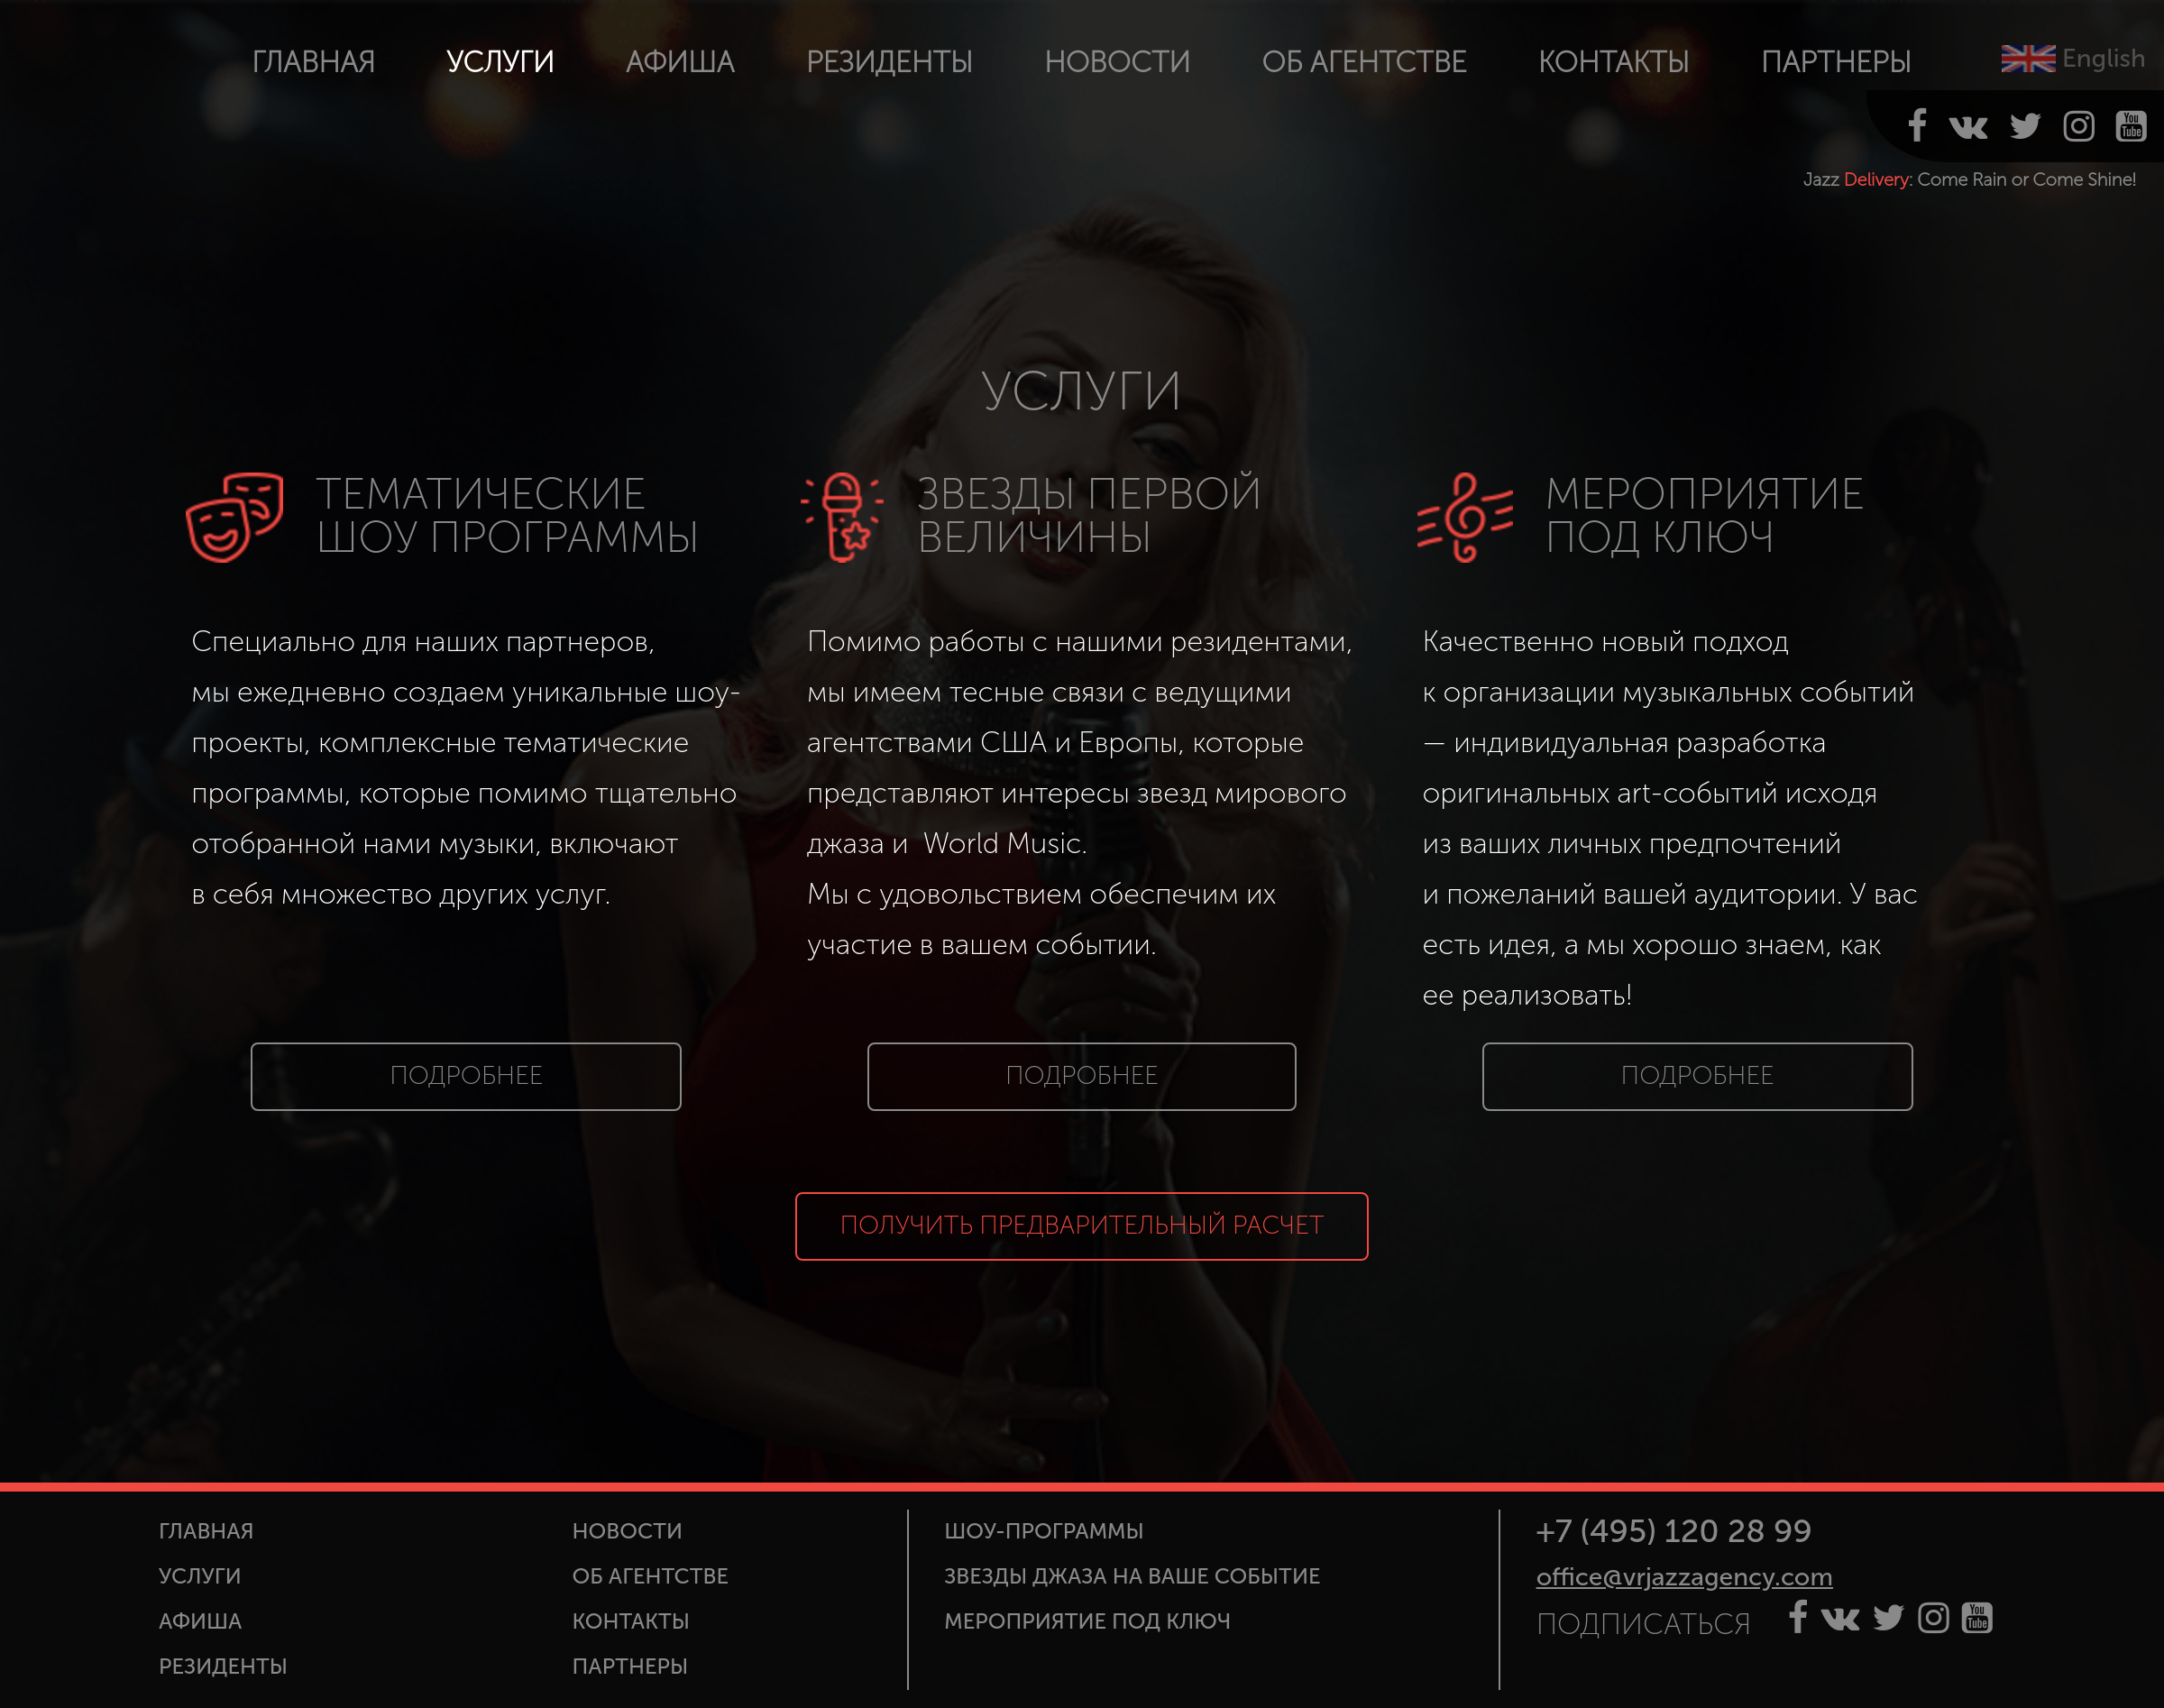 ГЛАВНАЯ УСЛУГИ АФИША РЕЗИДЕНТЫ НОВОСТИ ОБ АГЕНТСТВЕ КОНТАКТЫ ПАРТНЕРЫ English
You Tube
Jazz Delivery: Come Rain or Come Shine!
УСЛУГИ
ТЕМАТИЧЕСКИЕ
ШОУ ПРОГРАММЫ
Специально для наших партнеров,
мы ежедневно создаем уникальные шоу-
проекты, комплексные тематические
программы, которые помимо тщательно
отобранной нами музыки, включают
в себя множество других услуг.
ПОДРОБНЕЕ
ЗВЕЗДЫ ПЕРВОЙ
ВЕЛИЧИНЫ
Помимо работы с нашими резидентами,
мы имеем тесные связи с ведущими
агентствами США и Европы, которые
представляют интересы звезд мирового
джаза и World Music.
Мы с удовольствием обеспечим их
участие в вашем событии.
ПОДРОБНЕЕ
МЕРОПРИЯТИЕ
ПОД КЛЮЧ
Качественно новый подход
к организации музыкальных событий
— индивидуальная разработка
оригинальных art-событий исходя
из ваших личных предпочтений
и пожеланий вашей аудитории. У вас
есть идея, а мы хорошо знаем, как
ее реализовать!
ПОДРОБНЕЕ
ПОЛУЧИТЬ ПРЕДВАРИТЕЛЬНЫЙ РАСЧЕТ
ГЛАВНАЯ
УСЛУГИ
АФИША
РЕЗИДЕНТЫ
НОВОСТИ
ОБ АГЕНТСТВЕ
КОНТАКТЫ
ПАРТНЕРЫ
ШОУ-ПРОГРАММЫ
ЗВЕЗДЫ ДЖАЗА НА ВАШЕ СОБЫТИЕ
МЕРОПРИЯТИЕ ПОД КЛЮЧ
+7 (495) 120 28 99
office@vrjazzagency.com
ПОДПИСАТЬСЯ
You Tube